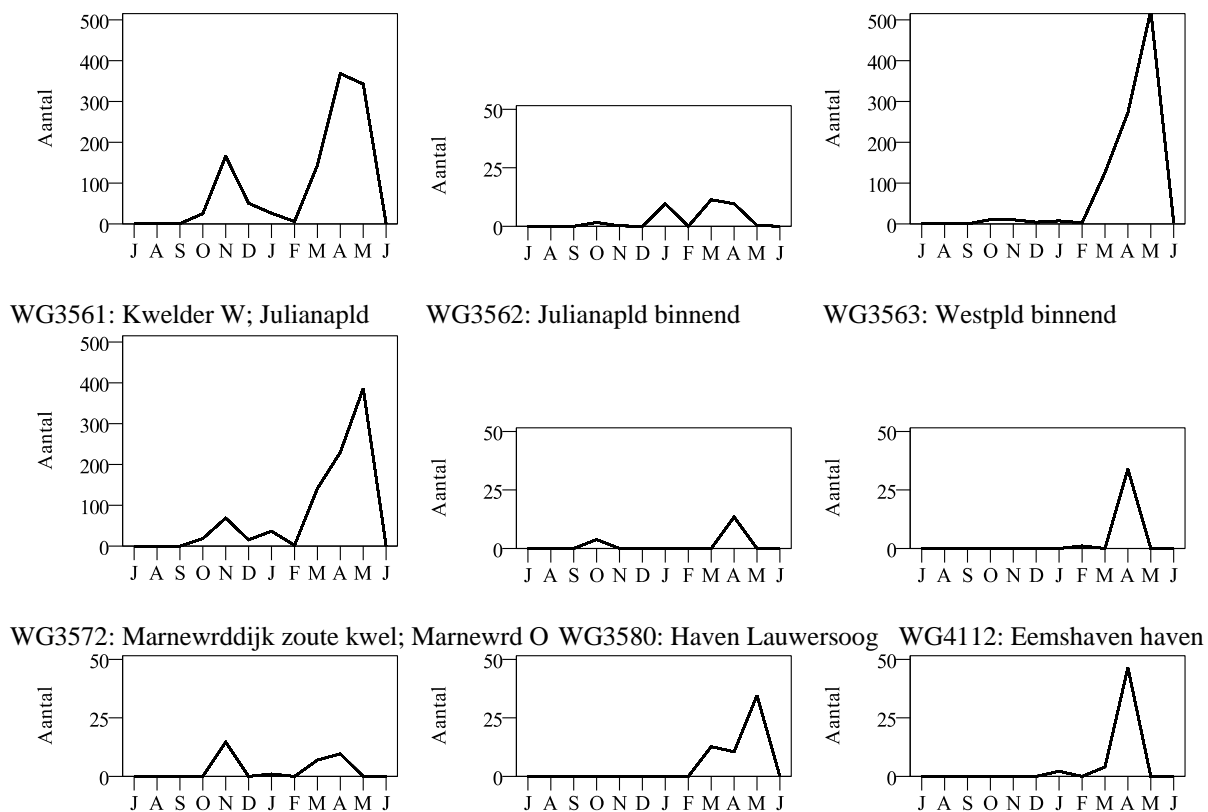 500
400
300
200
100
0
Aantal
J A S O N D J F M A M J
50
25
0
Aantal
J A S O N D J F M A M J
500
400
300
200
100
0
Aantal
J A S O N D J F M A M J
WG3561: Kwelder W; Julianapld
WG3562: Julianapld binnend
WG3563: Westpld binnend
500
400
300
200
100
0
Aantal
J A S O N D J F M A M J
50
25
0
Aantal
J A S O N D J F M A M J
50
25
0
Aantal
J A S O N D J F M A M J
WG3572: Marnewrddijk zoute kwel; Marnewrd O
WG3580: Haven Lauwersoog
WG4112: Eemshaven haven
50
25
0
Aantal
J A S O N D J F M A M J
50
25
0
Aantal
J A S O N D J F M A M J
50
25
0
Aantal
J A S O N D J F M A M J